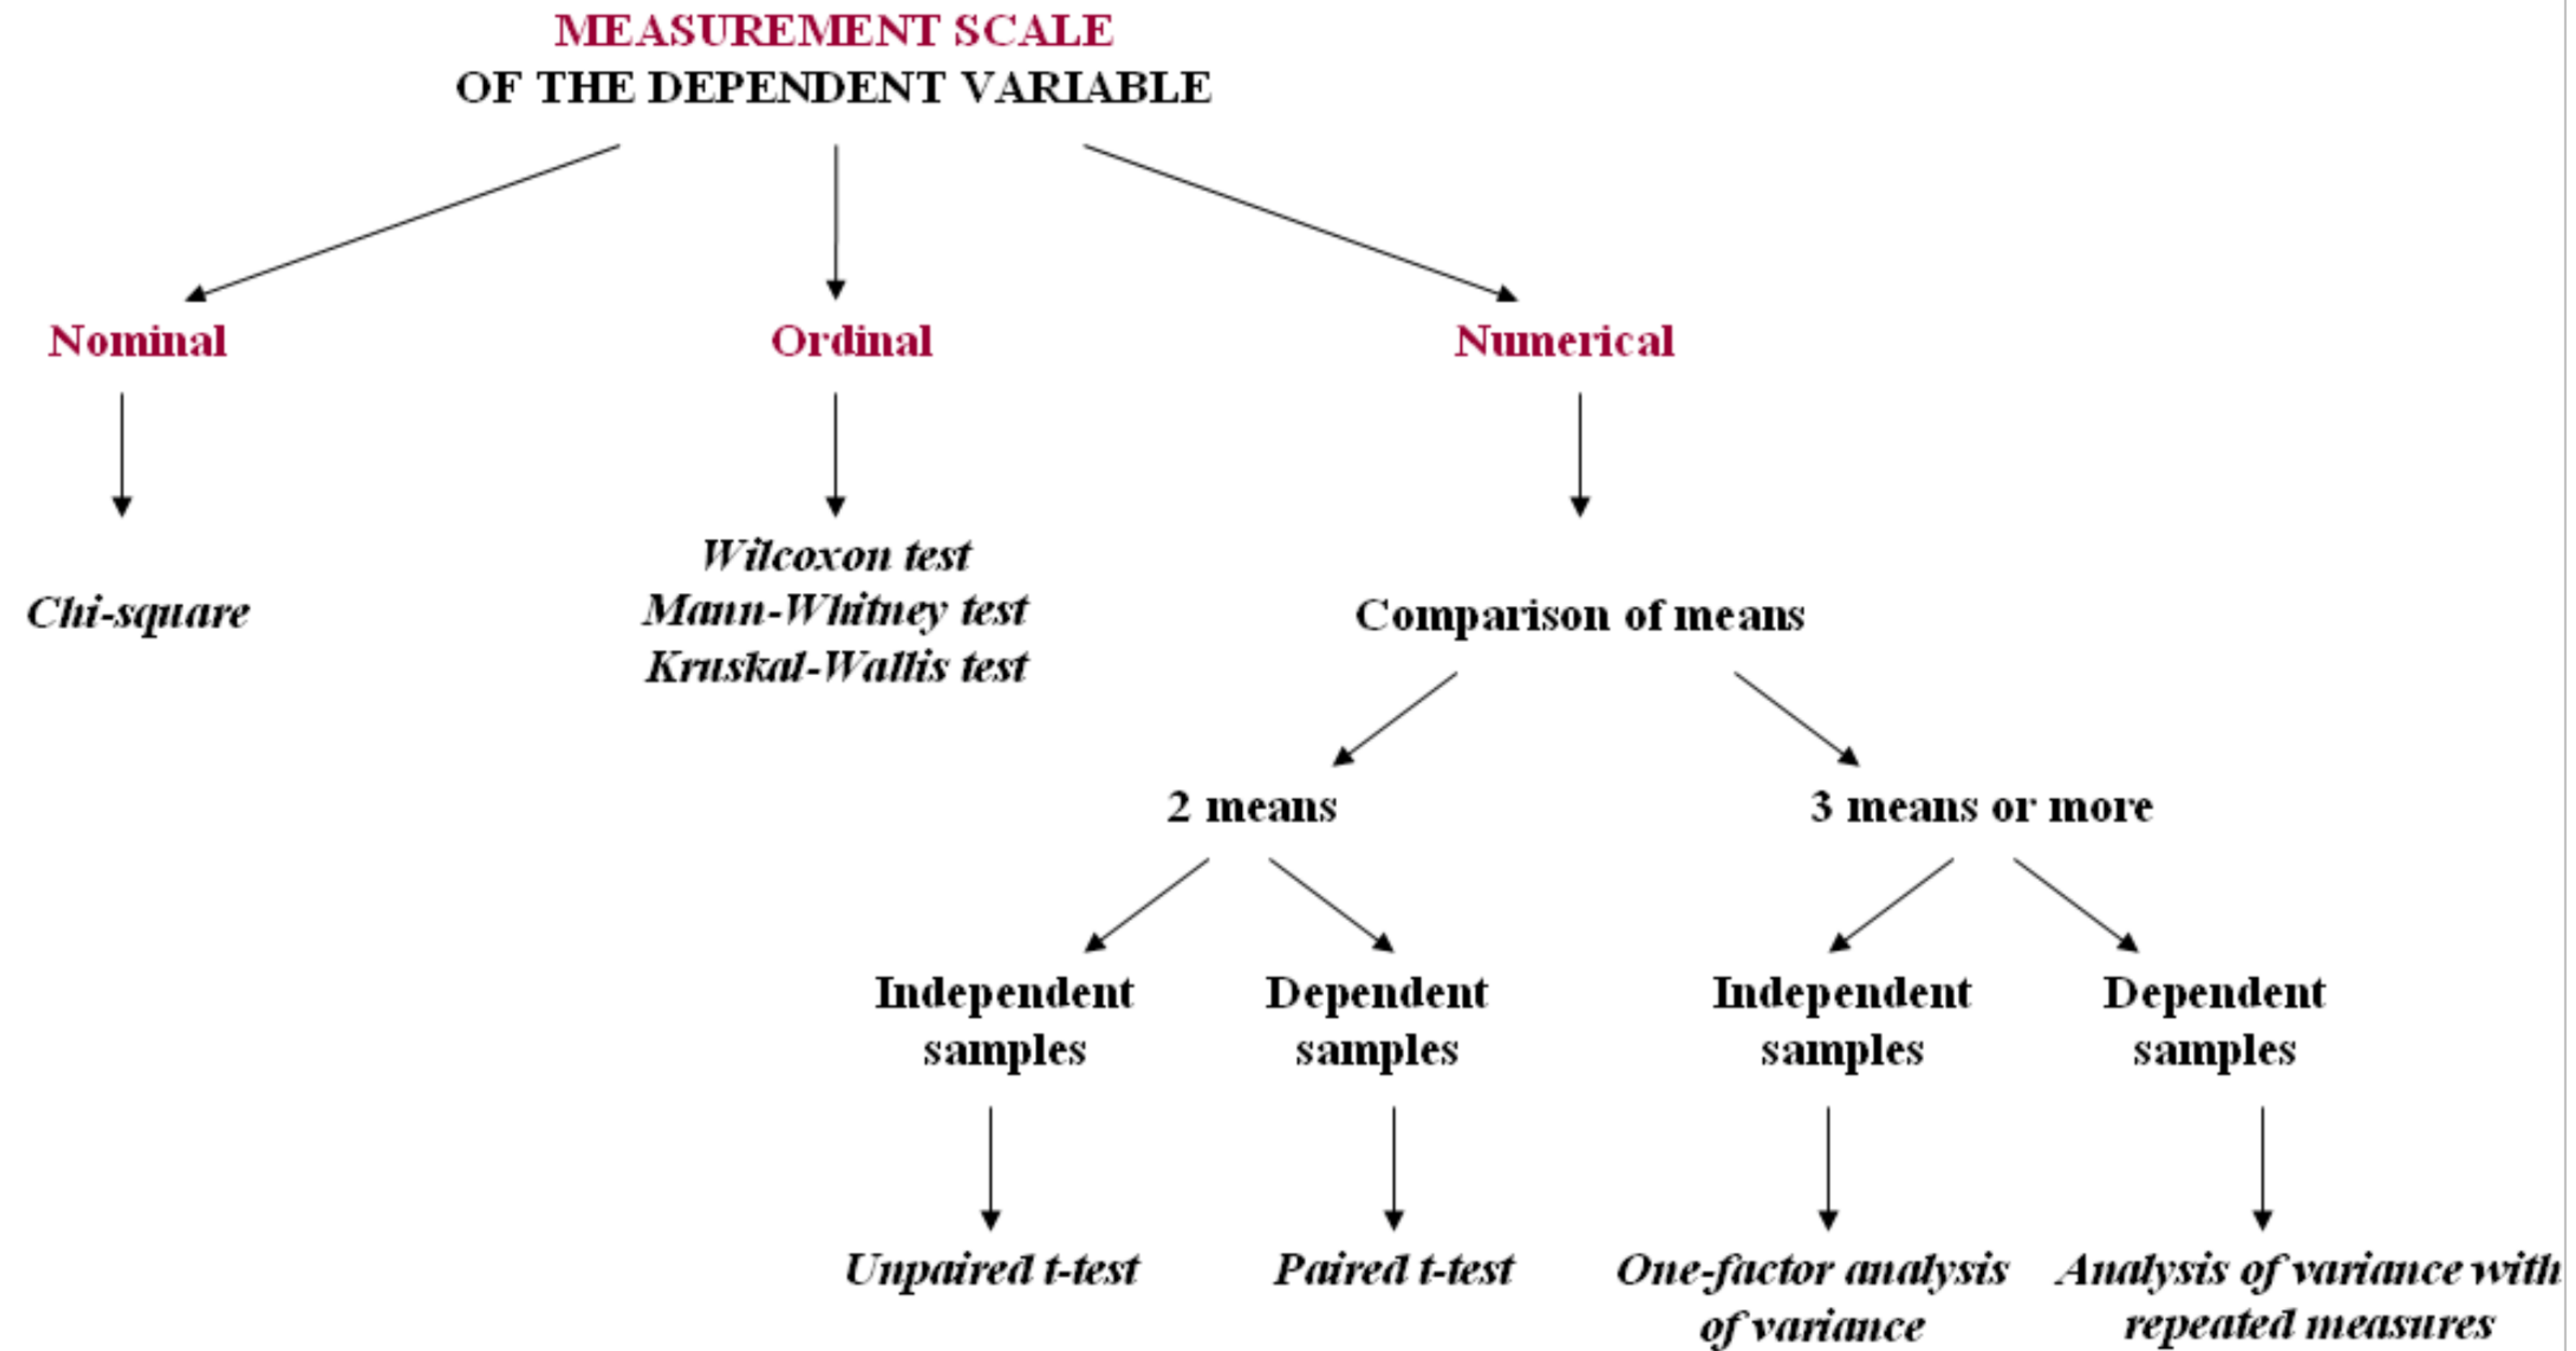 MEASUREMENT SCALE
OF THE DEPENDENT VARIABLE
Nominal
Ordinal
Numerical
Chi-square
Wilcoxon test
Mann-Whitney test
Kruskal-Wallis test
Comparison of means
2 means
3 means or more
Independent
samples
Dependent
samples
Independent
samples
Dependent
samples
Unpaired t-test
Paired t-test
One-factor analysis
of variance
Analysis of variance with
repeated measures